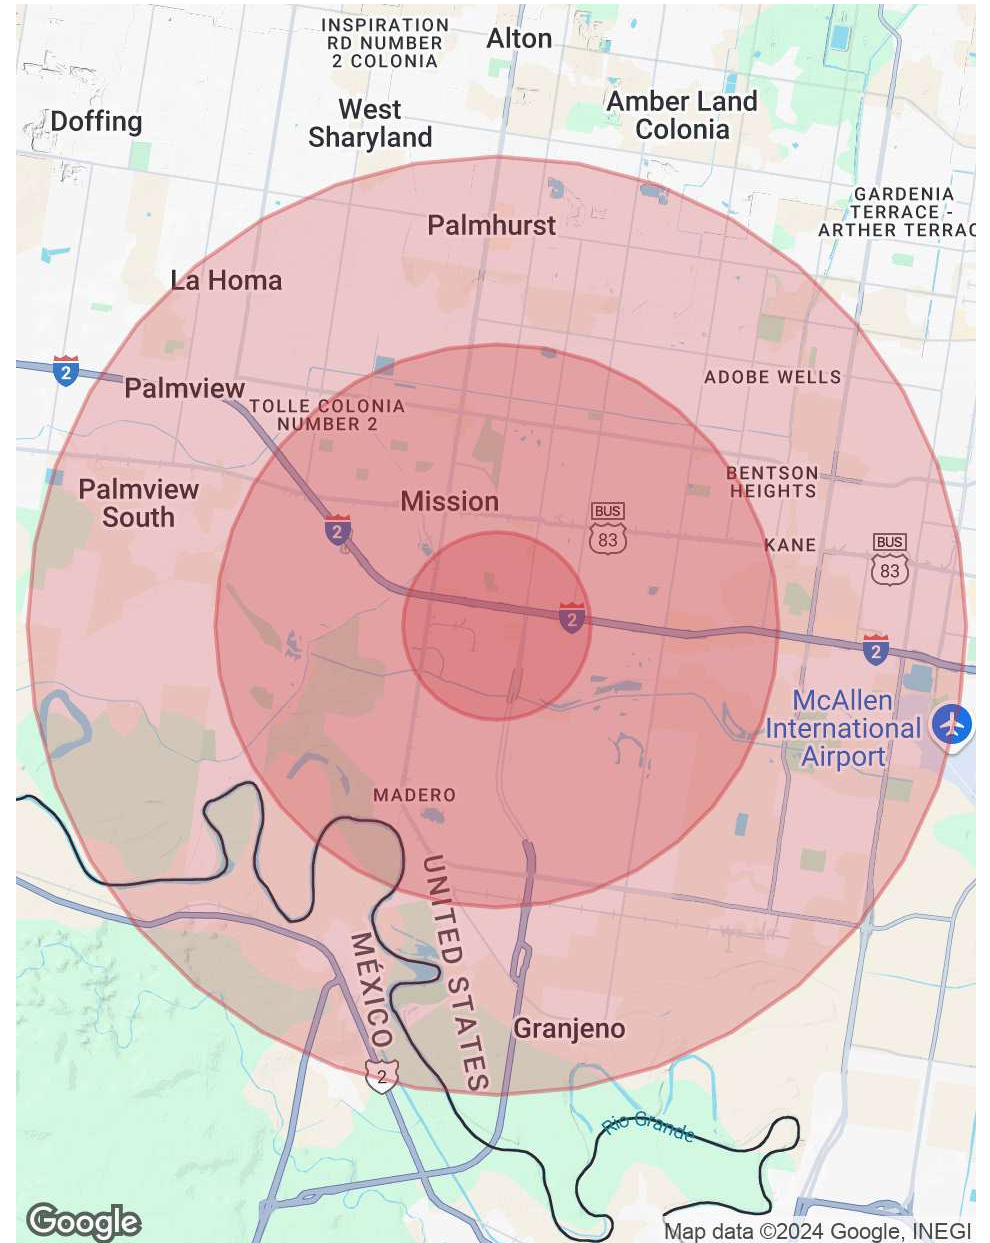 INSPIRATION
RD NUMBER
2 COLONIA
Alton
Doffing
West
Sharyland
Amber Land
Colonia
GARDENIA
TERRACE -
ARTHER TERRAC
Palmhurst
La Homa
2
Palmview
TOLLE COLONIA
NUMBER 2
ADOBE WELLS
Palmview
South
Mission
BENTSON
HEIGHTS
2
BUS
83
KANE
BUS
83
2
2
McAllen
International
Airport
MADERO
UNITED STATES
MÉXICO
Granjeno
2
Rio Grande
Google
Map data ©2024 Google, INEGI